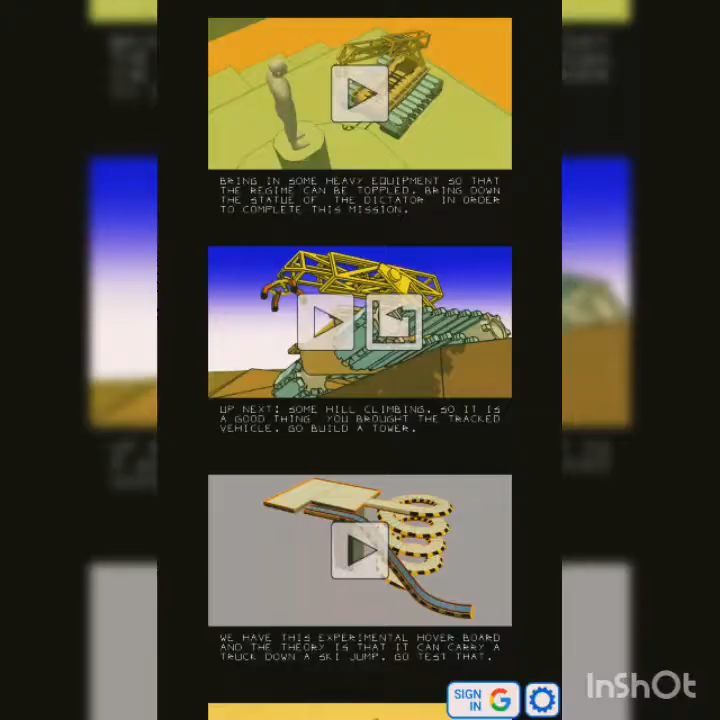 BRING IN SOME HEAVY EQUIPMENT SO THAT
THE REGIME CAN BE TOPPLED. BRING DOWN
THE STATUE OF THE DICTATOR IN ORDER
TO COMPLETE THIS MISSION.
UP NEXT: SOME HILL CLIMBING. SO IT IS
A GOOD THING YOU BROUGHT THE TRACKED
VEHICLE. GO BUILD A TOWER.
WE HAVE THIS EXPERIMENTAL HOVER BOARD
AND THE THEORY IS THAT IT CAN CARRY A
TRUCK DOWN A SKI JUMP. GO TEST THAT.
SIGN
IN
InShOt